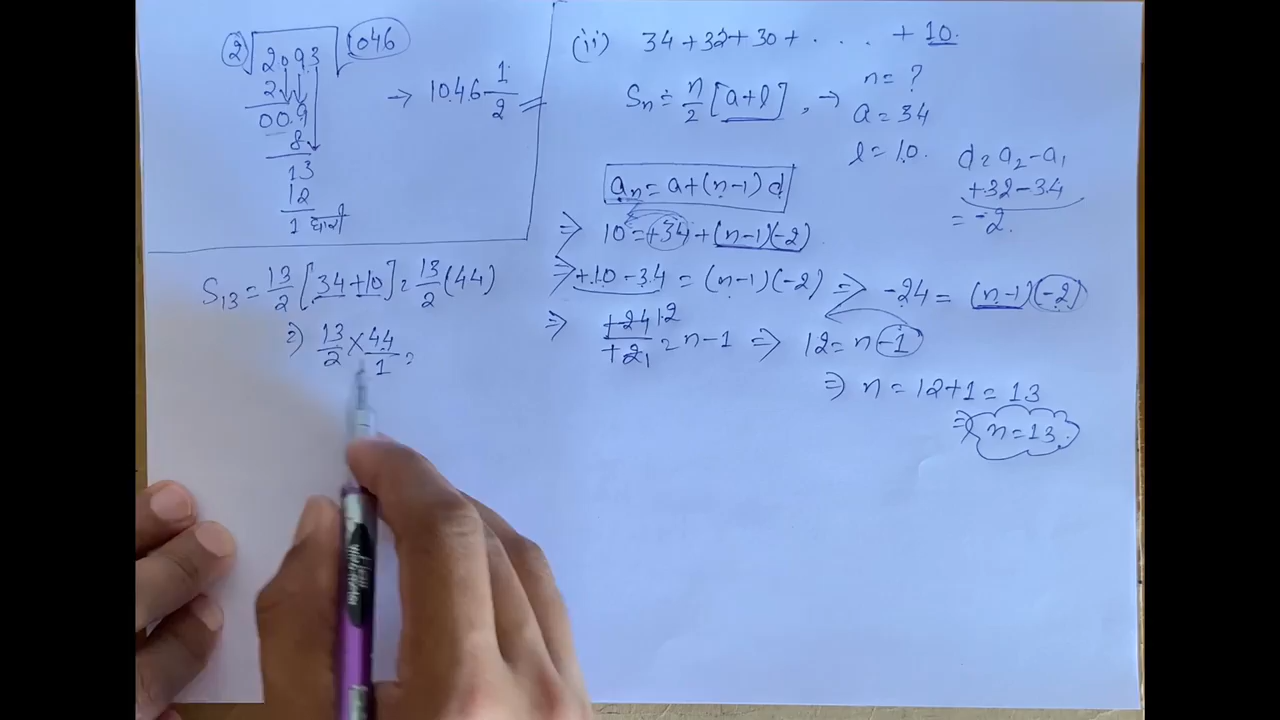 2 2093 1046
2
009
8
13
12
1
→ 1046 1/2
(ii) 34 + 32 + 30 + . . . . + 10.
Sn = n/2 [a+l] , →
n = ?
a = 34
l = 10.
d = a2 - a1
+32-34
= -2.
an = a+(n-1) d
⇒ 10 = +34 + (n-1)(-2)
⇒ +10 - 34 = (n-1)(-2) ⇒ -24 = (n-1)(-2)
⇒ +24 12 / +2 1 = n-1 ⇒ 12 = n-1
⇒ n = 12+1 = 13
⇒ n=13.
S13 = 13/2 [34+10] = 13/2 (44)
⇒ 13/2 × 44/1 =